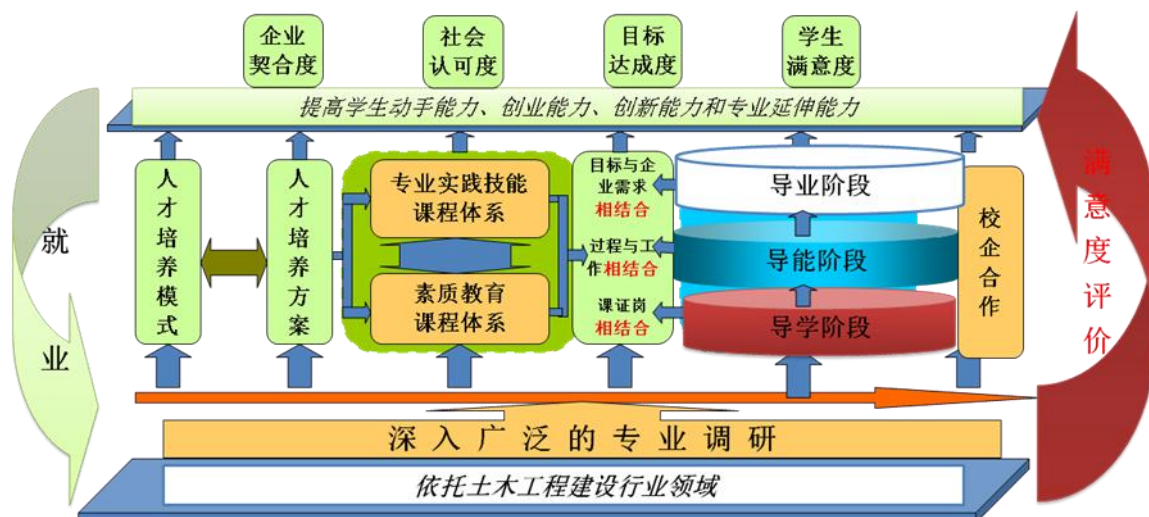 企业
契合度
社会
认可度
目标
达成度
学生
满意度
提高学生动手能力、创业能力、创新能力和专业延伸能力
就
业
人
才
培
养
模
式
人
才
培
养
方
案
专业实践技能
课程体系
素质教育
课程体系
目标与企
业需求
相结合
过程与工
作相结合
课证岗
相结合
导业阶段
导能阶段
导学阶段
校
企
合
作
满
意
度
评
价
深入广泛的专业调研
依托土木工程建设行业领域